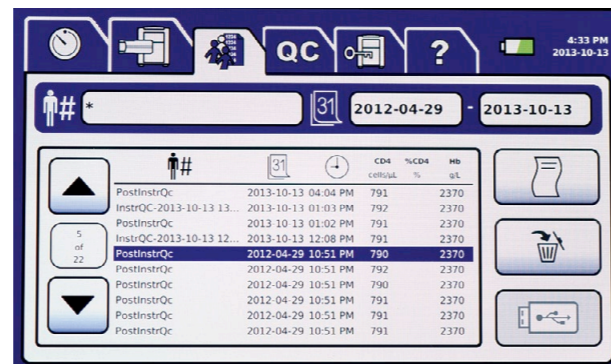 QC
?
4:33 PM
2013-10-13
# *
31
2012-04-29 - 2013-10-13
# 31 CD4 %CD4 Hb
cells/µL % g/L
PostInstrQc 2013-10-13 04:04 PM 791 2370
InstrQC-2013-10-13 13... 2013-10-13 01:03 PM 792 2370
PostInstrQc 2013-10-13 01:02 PM 791 2370
InstrQC-2013-10-13 12... 2013-10-13 12:08 PM 791 2370
PostInstrQc 2012-04-29 10:51 PM 790 2370
PostInstrQc 2012-04-29 10:51 PM 792 2370
PostInstrQc 2012-04-29 10:51 PM 790 2370
PostInstrQc 2012-04-29 10:51 PM 791 2370
PostInstrQc 2012-04-29 10:51 PM 791 2370
PostInstrQc 2012-04-29 10:51 PM 791 2370
5
of
22